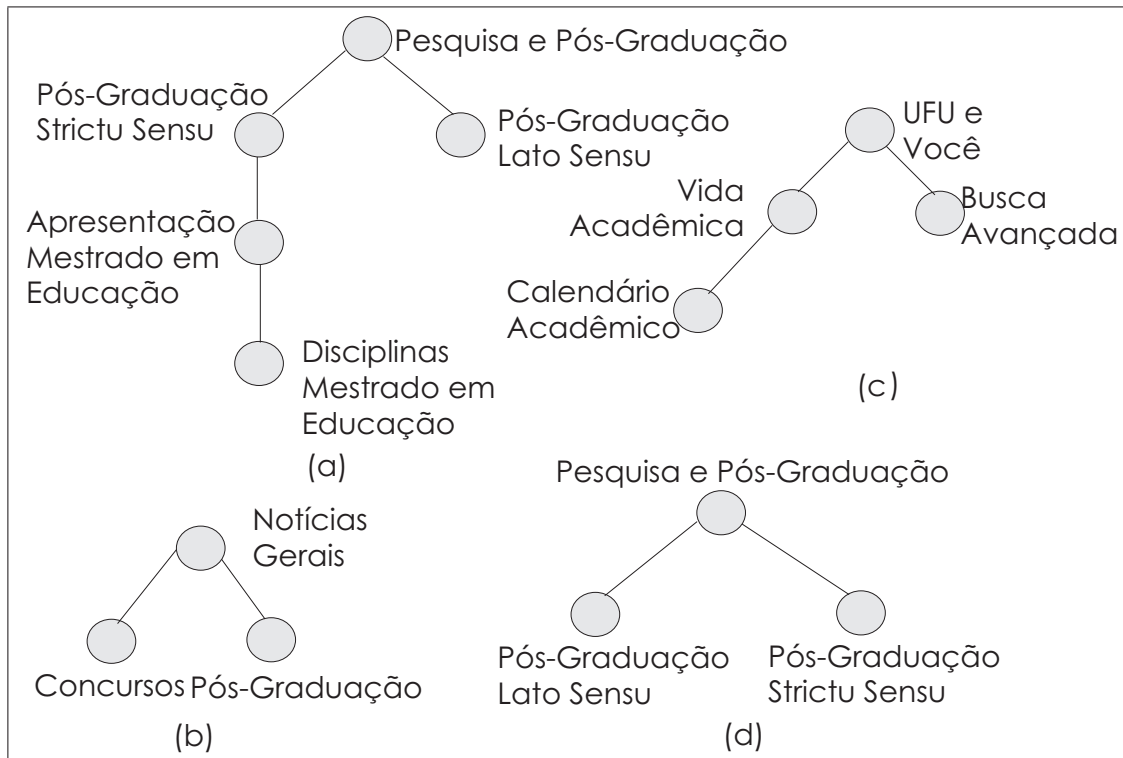 Pesquisa e Pós-Graduação
Pós-Graduação
Strictu Sensu
Pós-Graduação
Lato Sensu
Apresentação
Mestrado em
Educação
Disciplinas
Mestrado em
Educação
(a)
UFU e
Você
Vida
Acadêmica
Busca
Avançada
Calendário
Acadêmico
(c)
Notícias
Gerais
Concursos
Pós-Graduação
(b)
Pesquisa e Pós-Graduação
Pós-Graduação
Lato Sensu
Pós-Graduação
Strictu Sensu
(d)